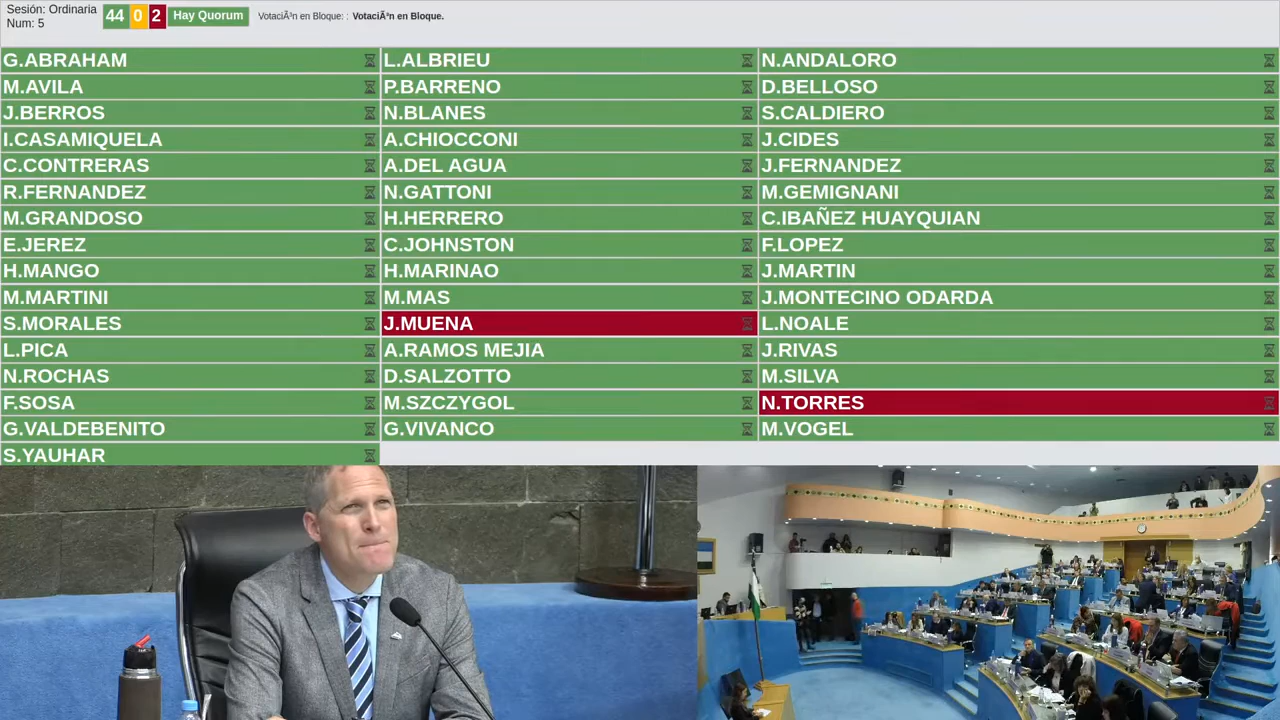 Sesión: Ordinaria
Num: 5
44 0 2 Hay Quorum VotaciÃ³n en Bloque: : VotaciÃ³n en Bloque.
G.ABRAHAM L.ALBRIEU N.ANDALORO
M.AVILA P.BARRENO D.BELLOSO
J.BERROS N.BLANES S.CALDIERO
I.CASAMIQUELA A.CHIOCCONI J.CIDES
C.CONTRERAS A.DEL AGUA J.FERNANDEZ
R.FERNANDEZ N.GATTONI M.GEMIGNANI
M.GRANDOSO H.HERRERO C.IBAÑEZ HUAYQUIAN
E.JEREZ C.JOHNSTON F.LOPEZ
H.MANGO H.MARINAO J.MARTIN
M.MARTINI M.MAS J.MONTECINO ODARDA
S.MORALES J.MUENA L.NOALE
L.PICA A.RAMOS MEJIA J.RIVAS
N.ROCHAS D.SALZOTTO M.SILVA
F.SOSA M.SZCZYGOL N.TORRES
G.VALDEBENITO G.VIVANCO M.VOGEL
S.YAUHAR